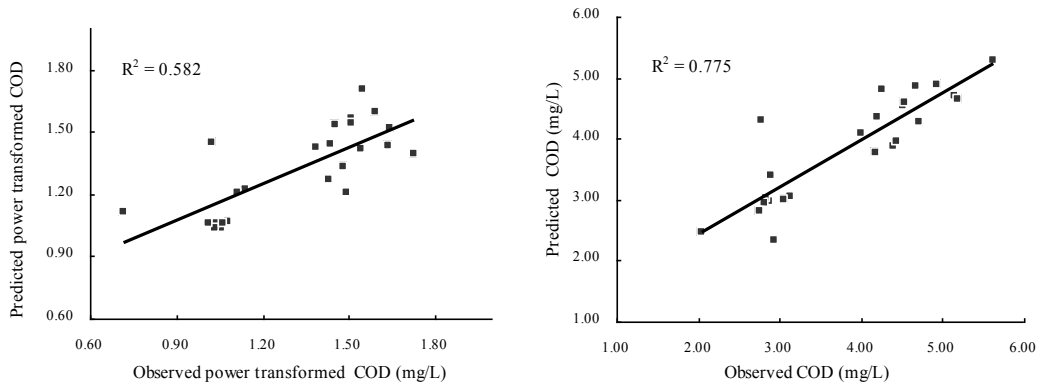 Predicted power transformed COD
1.80
1.50
1.20
0.90
0.60
R² = 0.582
0.60 0.90 1.20 1.50 1.80
Observed power transformed COD (mg/L)
Predicted COD (mg/L)
6.00
5.00
4.00
3.00
2.00
1.00
R² = 0.775
1.00 2.00 3.00 4.00 5.00 6.00
Observed COD (mg/L)